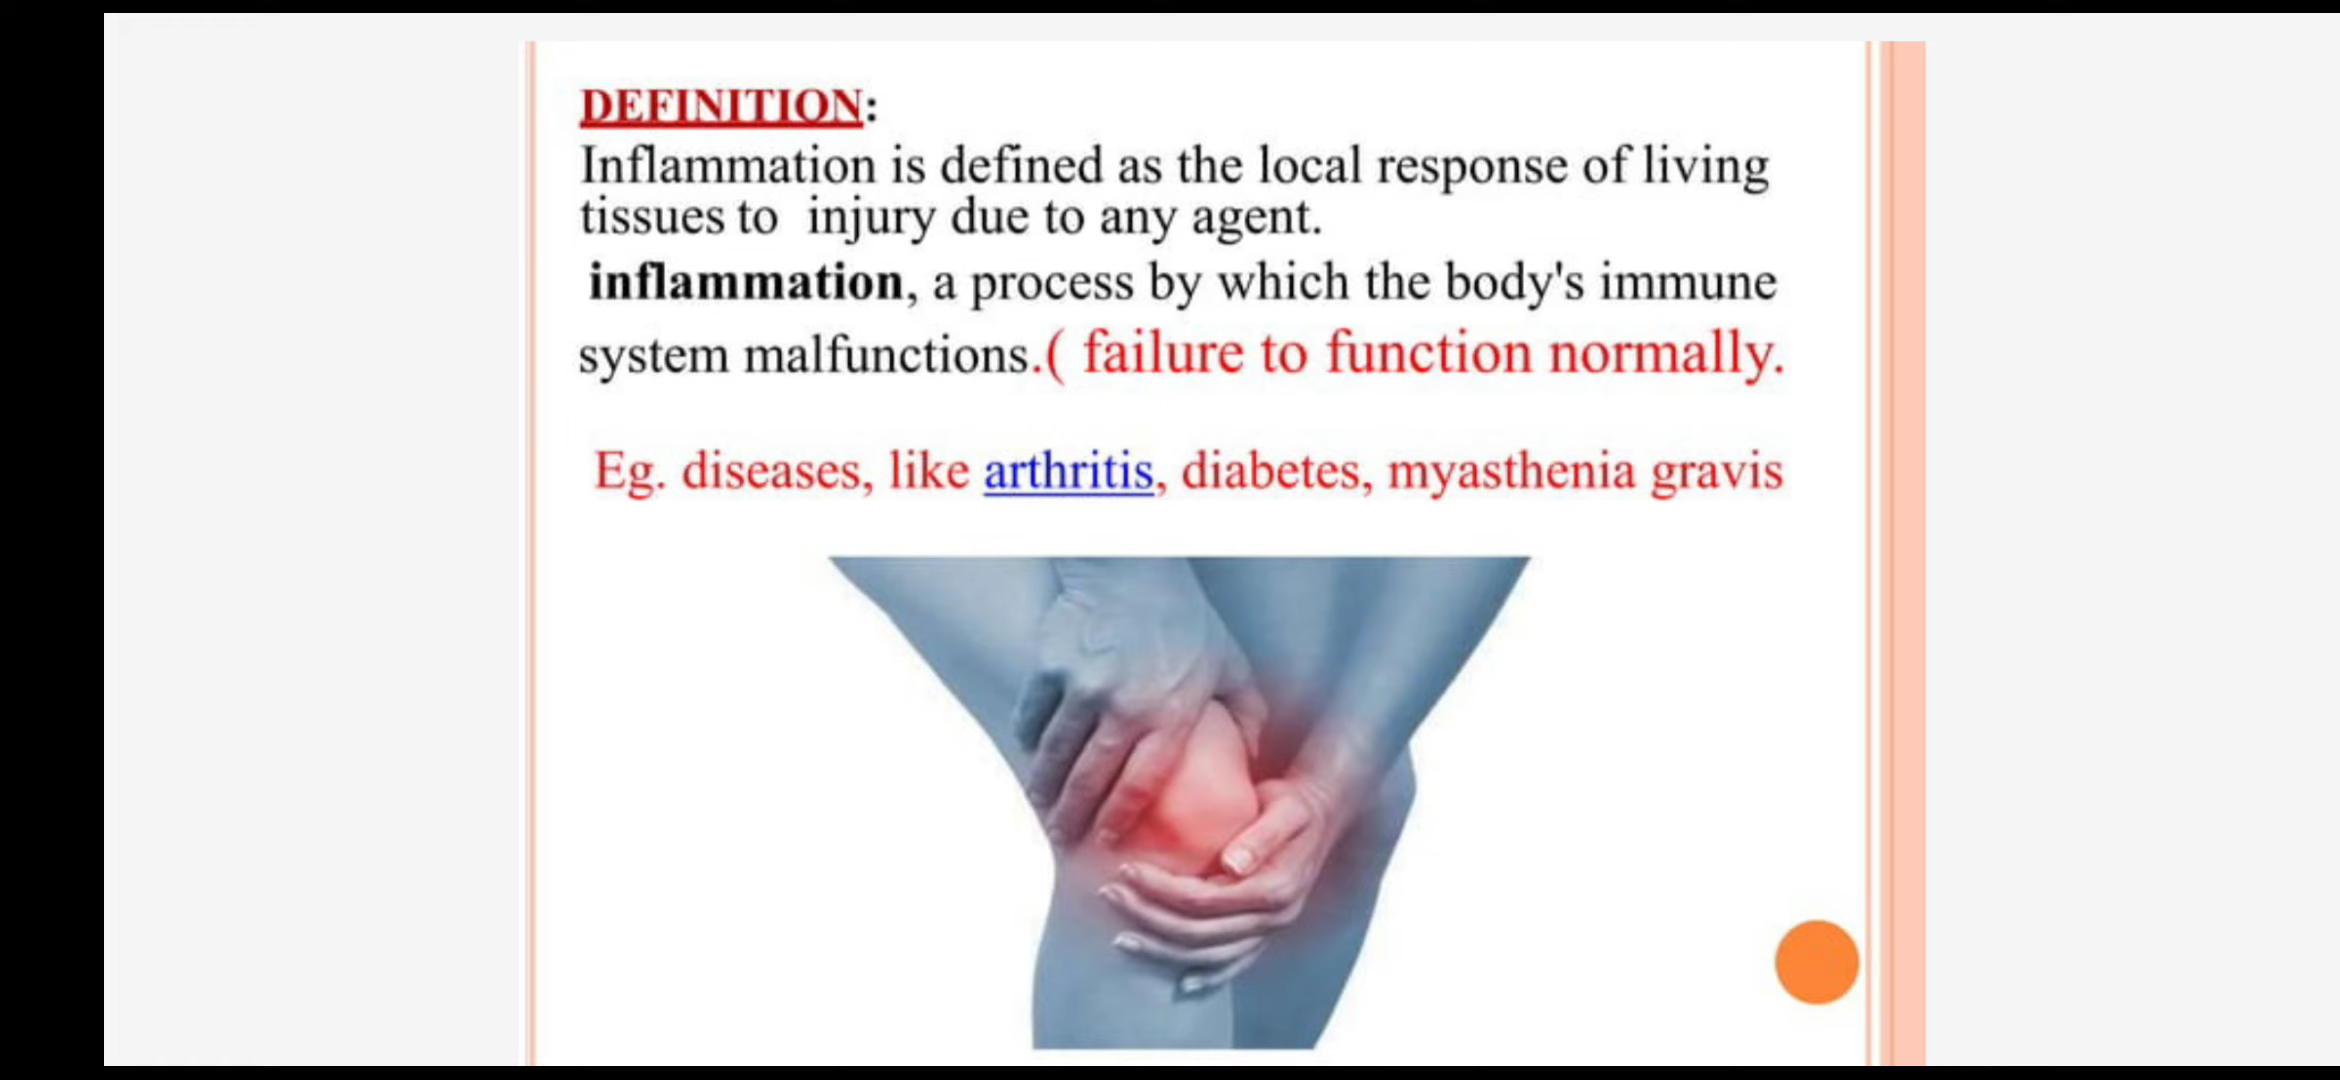 DEFINITION:
Inflammation is defined as the local response of living
tissues to injury due to any agent.
inflammation, a process by which the body's immune
system malfunctions.( failure to function normally.
Eg. diseases, like arthritis, diabetes, myasthenia gravis